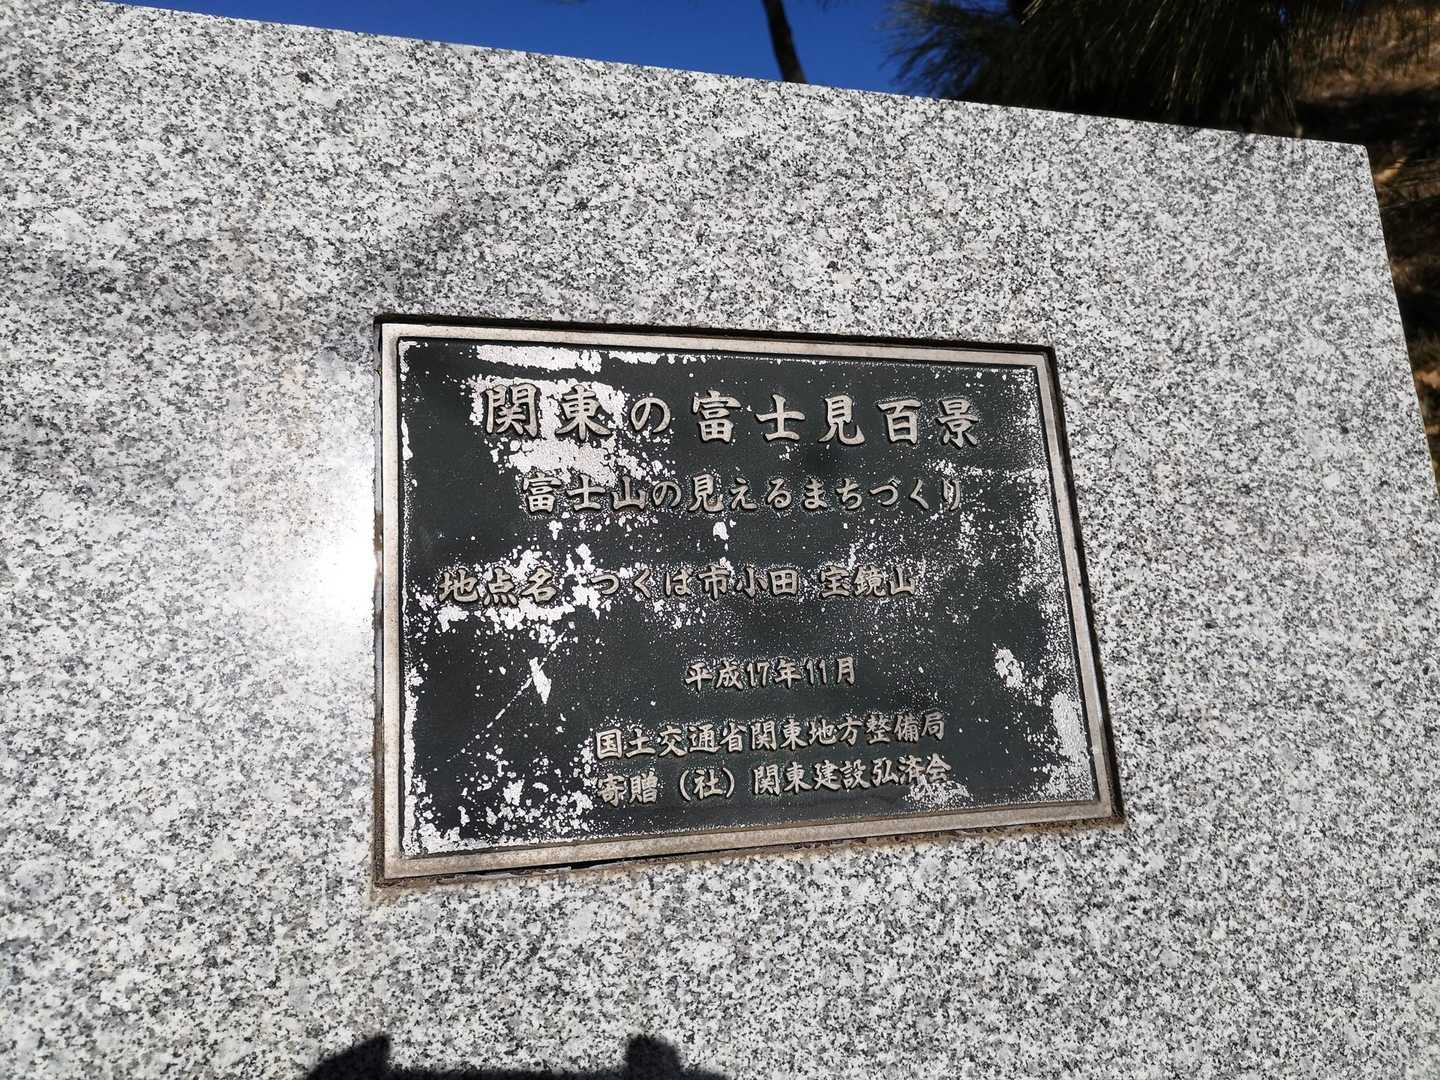 関東の富士見百景
富士山の見えるまちづくり
地点名 つくば市小田 宝鏡山
平成17年11月
国土交通省関東地方整備局
寄贈 (社) 関東建設弘済会